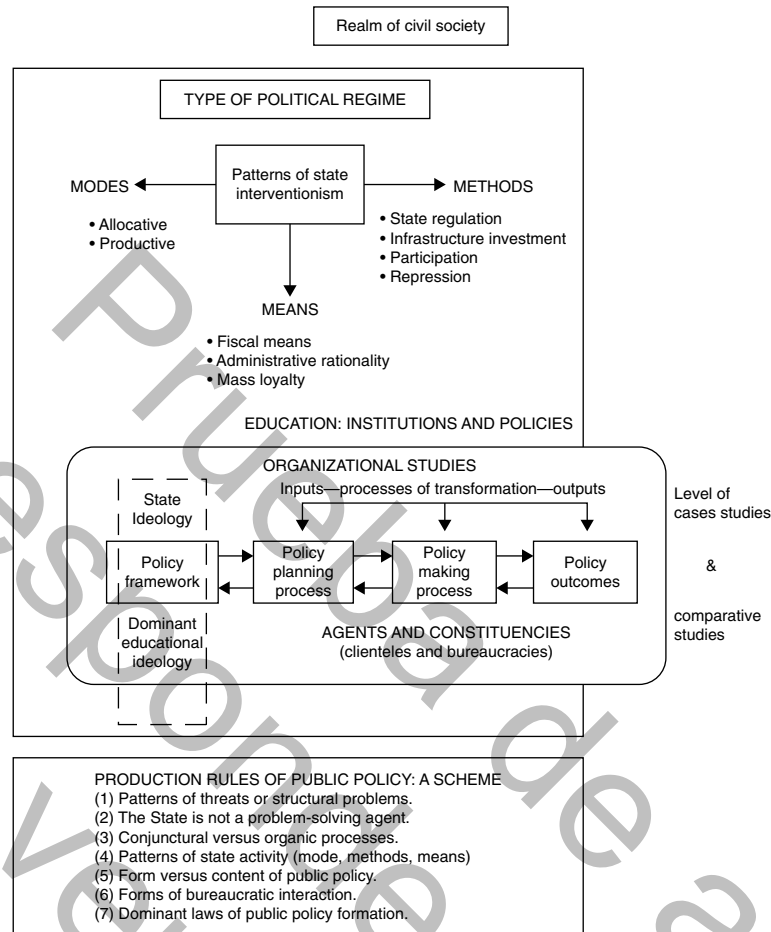 Realm of civil society
TYPE OF POLITICAL REGIME
Patterns of state
interventionism
MODES
• Allocative
• Productive
METHODS
• State regulation
• Infrastructure investment
• Participation
• Repression
MEANS
• Fiscal means
• Administrative rationality
• Mass loyalty
EDUCATION: INSTITUTIONS AND POLICIES
ORGANIZATIONAL STUDIES
Inputs—processes of transformation—outputs
State
Ideology
Policy
framework
Dominant
educational
ideology
Policy
planning
process
Policy
making
process
Policy
outcomes
AGENTS AND CONSTITUENCIES
(clienteles and bureaucracies)
Level of
cases studies
&
comparative
studies
PRODUCTION RULES OF PUBLIC POLICY: A SCHEME
(1) Patterns of threats or structural problems.
(2) The State is not a problem-solving agent.
(3) Conjunctural versus organic processes.
(4) Patterns of state activity (mode, methods, means)
(5) Form versus content of public policy.
(6) Forms of bureaucratic interaction.
(7) Dominant laws of public policy formation.
Prueba de a
esponde
ve